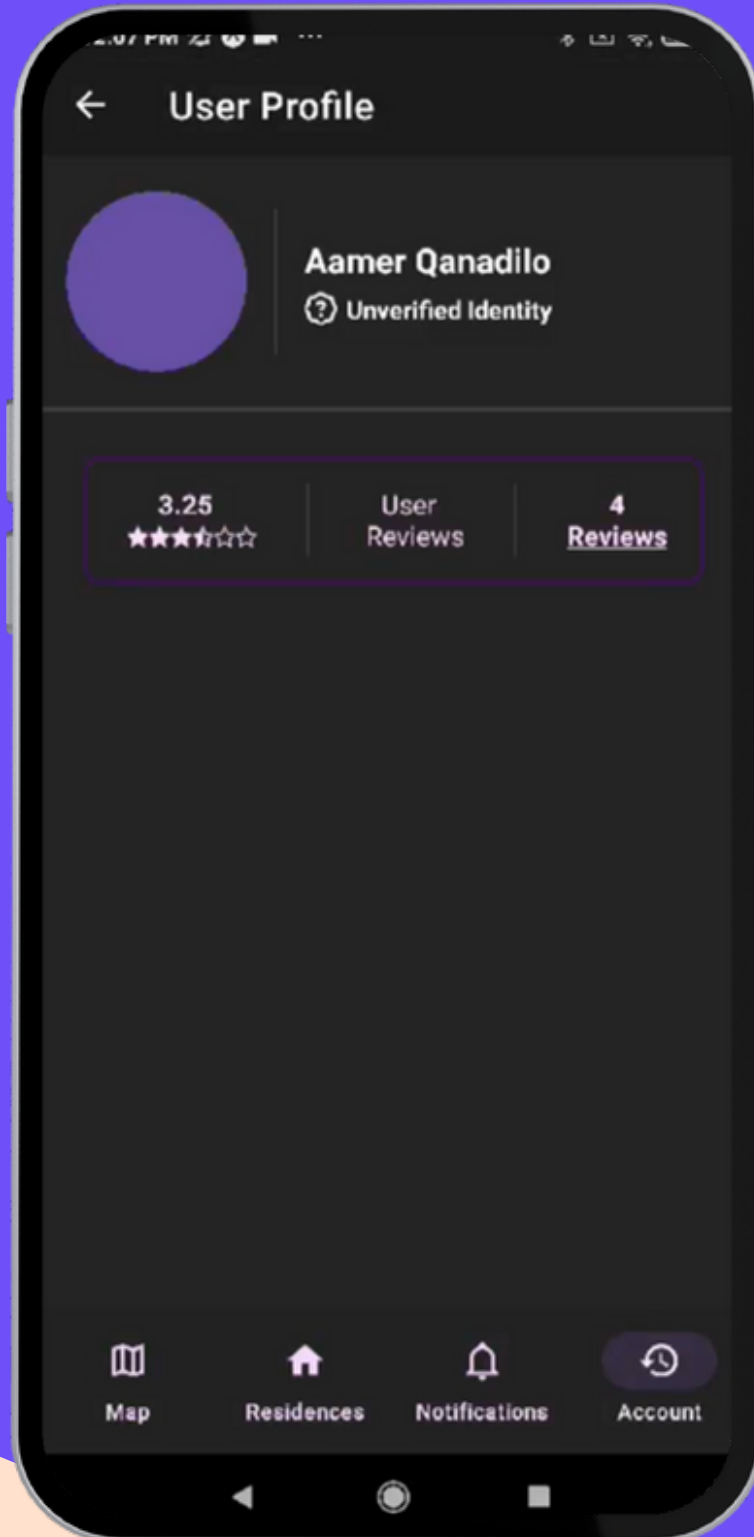 User Profile
Aamer Qanadilo
Unverified Identity
3.25
User
Reviews
4
Reviews
Map
Residences
Notifications
Account